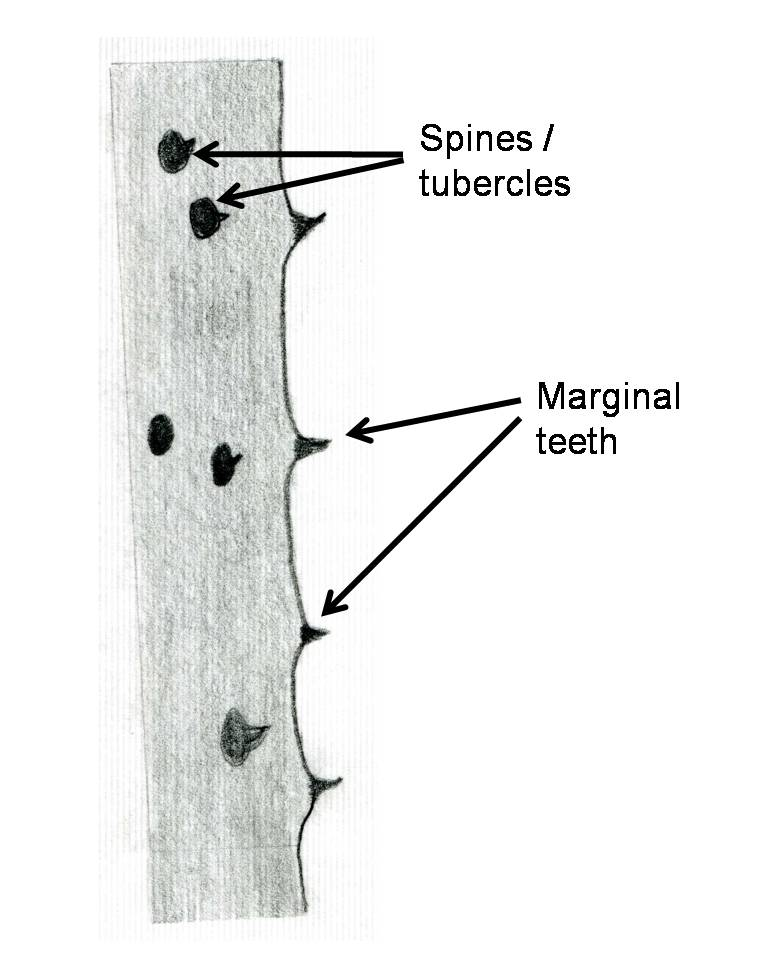 Spines /
tubercles
Marginal
teeth